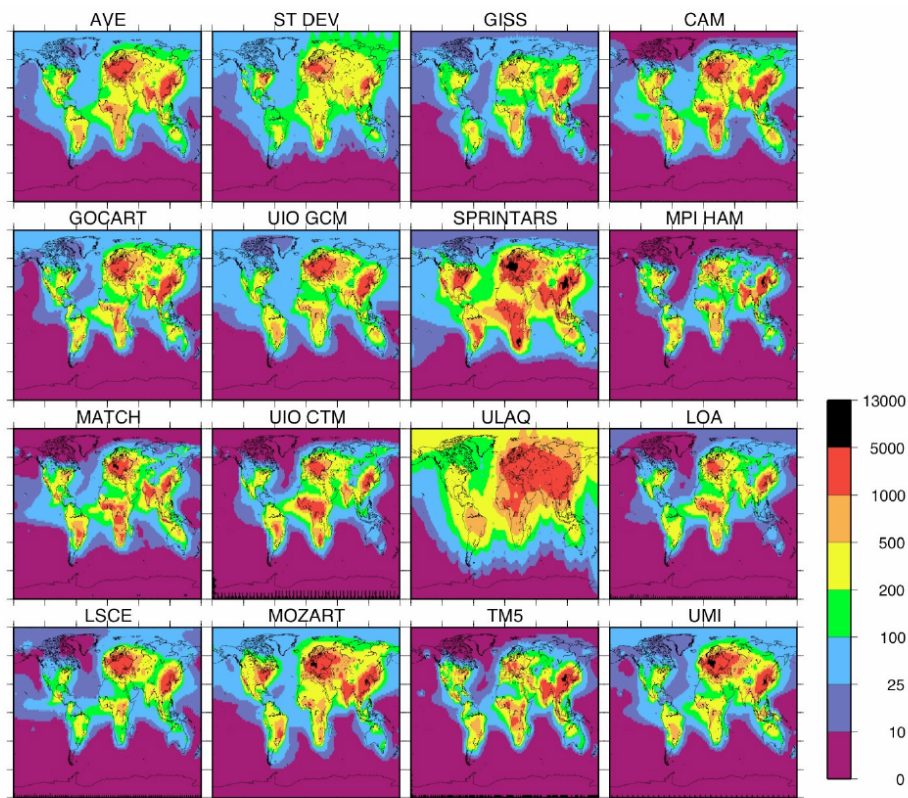 AVE ST DEV GISS CAM
GOCART UIO GCM SPRINTARS MPI HAM
MATCH UIO CTM ULAQ LOA
LSCE MOZART TM5 UMI
13000
5000
1000
500
200
100
25
10
0